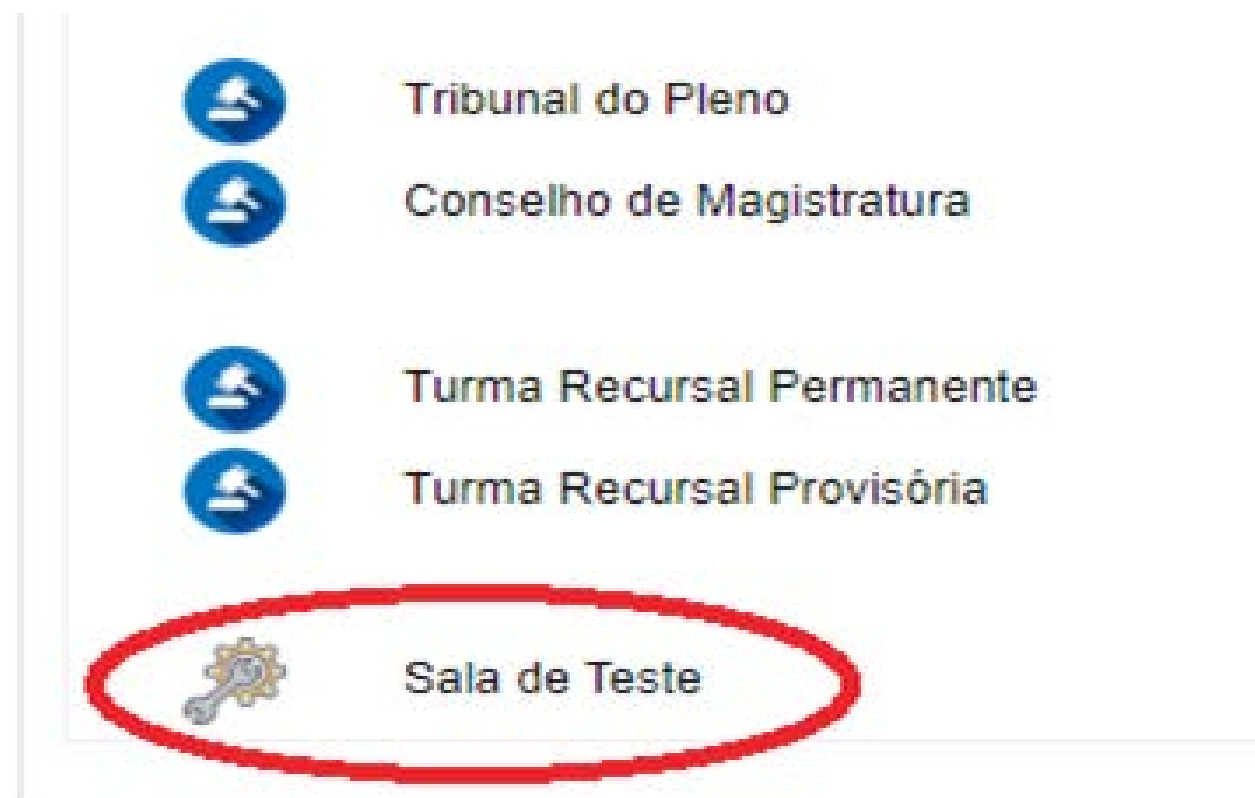 Tribunal do Pleno
Conselho de Magistratura
Turma Recursal Permanente
Turma Recursal Provisória
Sala de Teste